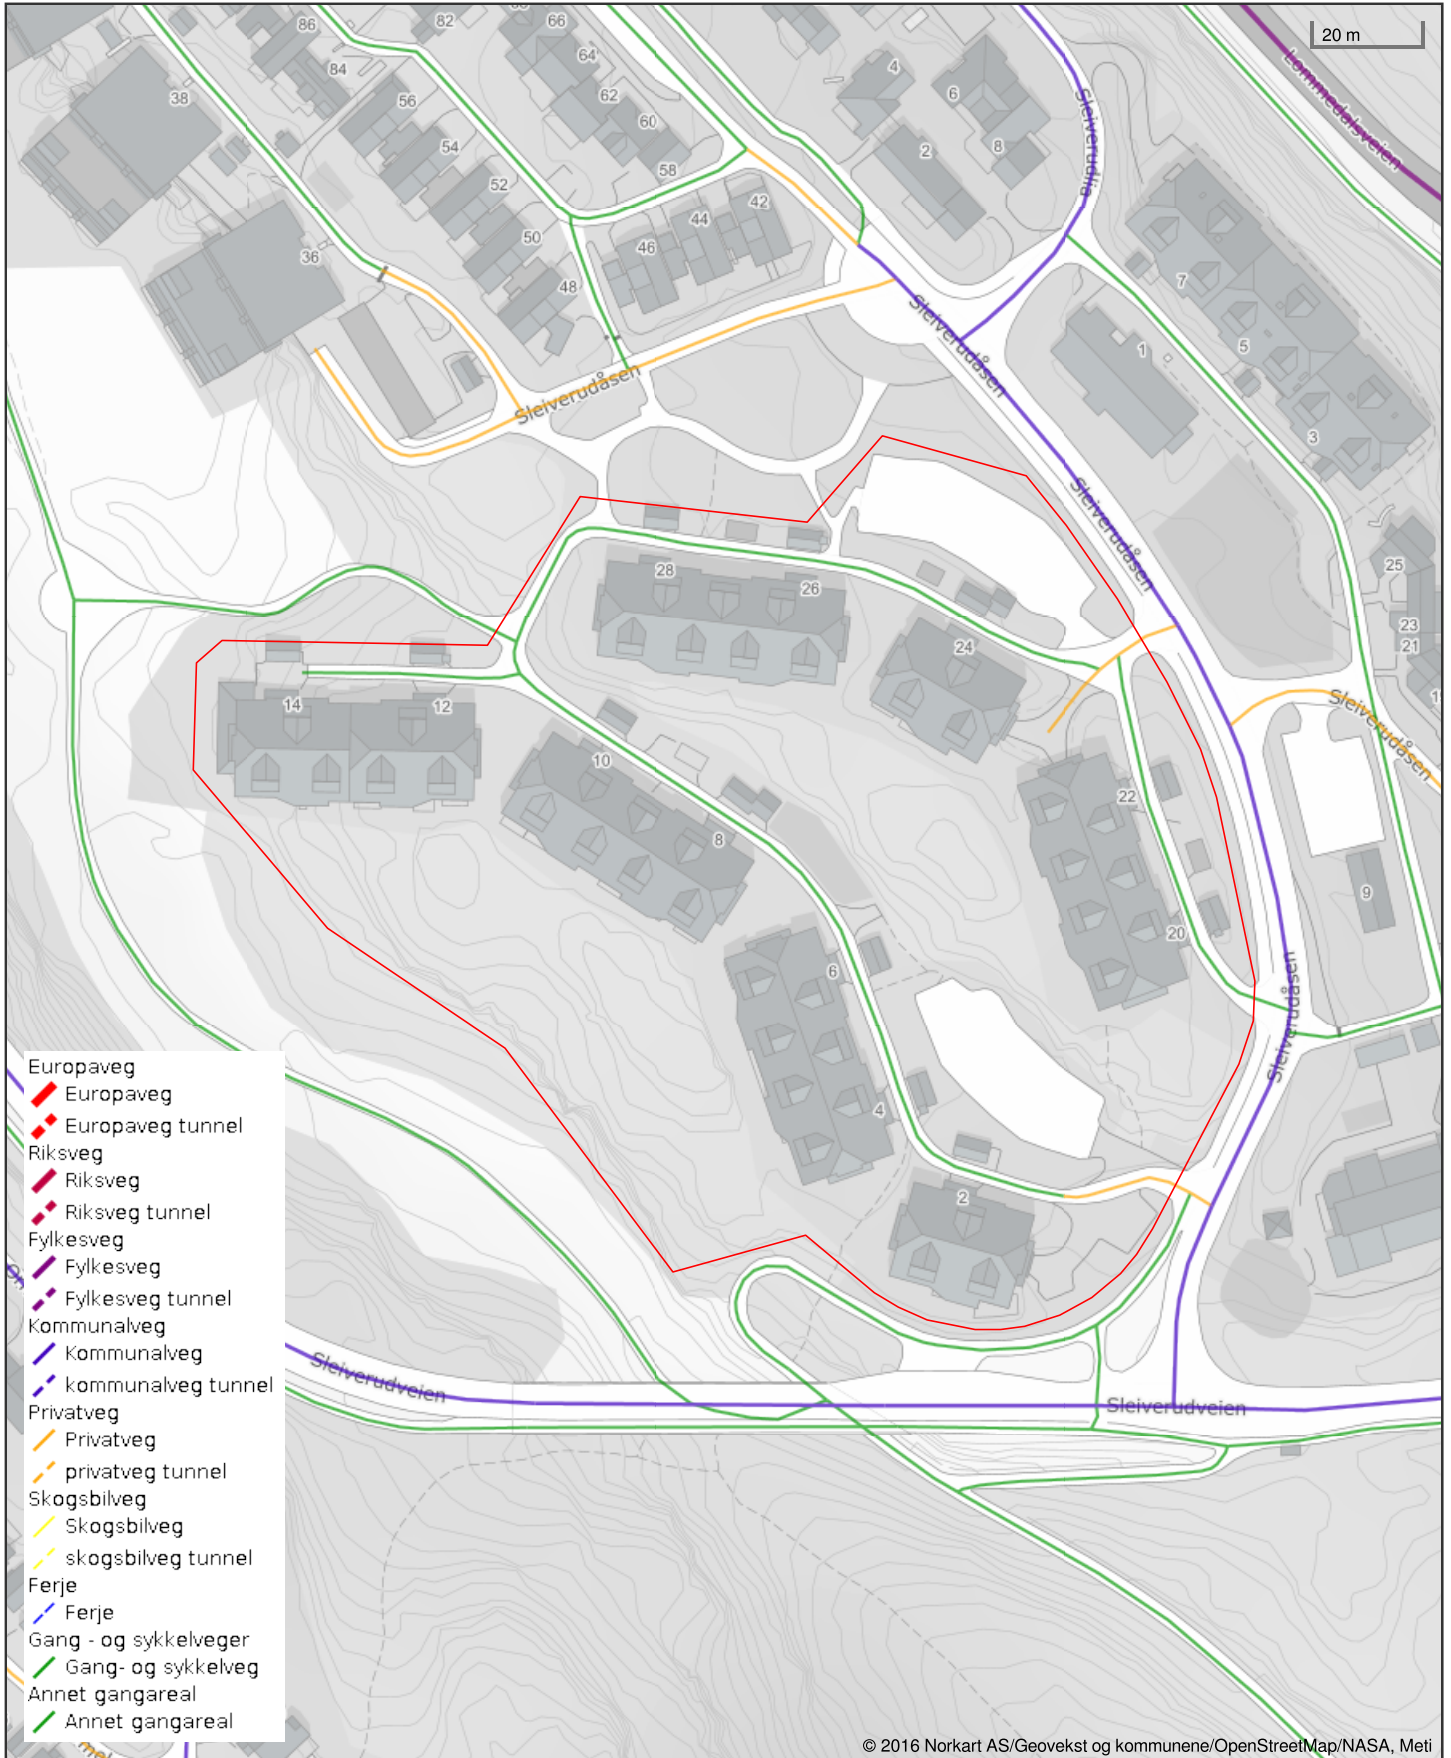 20 m
86
82
66
84
64
38
56
62
60
54
58
52
50
44
42
46
48
36
4
6
2
8
Sleiverudlia
Lommedalsveien
7
1
5
3
Sleiverudåsen
Sleiverudåsen
Sleiverudåsen
25
23
21
28
26
24
14
12
10
8
22
Sleiverudåsen
9
20
6
4
2
Sleiverudåsen
Sleiverudveien
Sleiverudveien
Europaveg
Europaveg
Europaveg tunnel
Riksveg
Riksveg
Riksveg tunnel
Fylkesveg
Fylkesveg
Fylkesveg tunnel
Kommunalveg
Kommunalveg
kommunalveg tunnel
Privatveg
Privatveg
privatveg tunnel
Skogsbilveg
Skogsbilveg
skogsbilveg tunnel
Ferje
Ferje
Gang - og sykkelveger
Gang- og sykkelveg
Annet gangareal
Annet gangareal
© 2016 Norkart AS/Geovekst og kommunene/OpenStreetMap/NASA, Meti